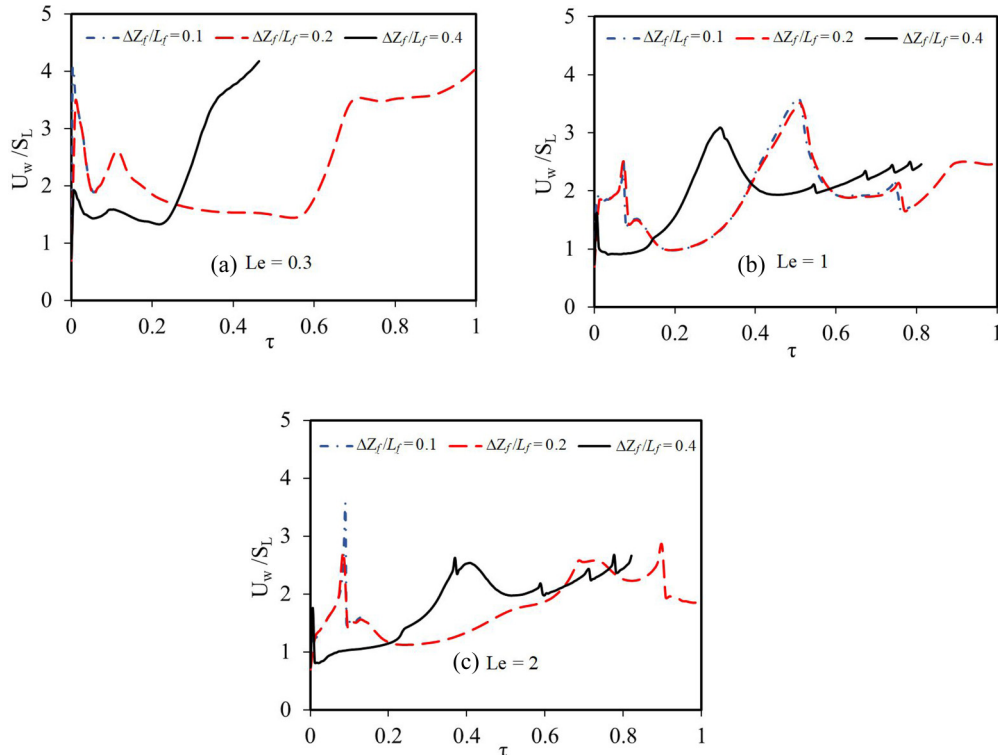 5
ΔZf/Lf = 0.1 ΔZf/Lf = 0.2 ΔZf/Lf = 0.4
4
3
Uw /SL
2
1
(a) Le = 0.3
0
0 0.2 0.4 0.6 0.8 1
τ
5
ΔZf/Lf = 0.1 ΔZf/Lf = 0.2 ΔZf/Lf = 0.4
4
3
Uw /SL
2
1
(b) Le = 1
0
0 0.2 0.4 0.6 0.8 1
τ
5
ΔZf/Lf = 0.1 ΔZf/Lf = 0.2 ΔZf/Lf = 0.4
4
3
Uw /SL
2
1
(c) Le = 2
0
0 0.2 0.4 0.6 0.8 1
τ